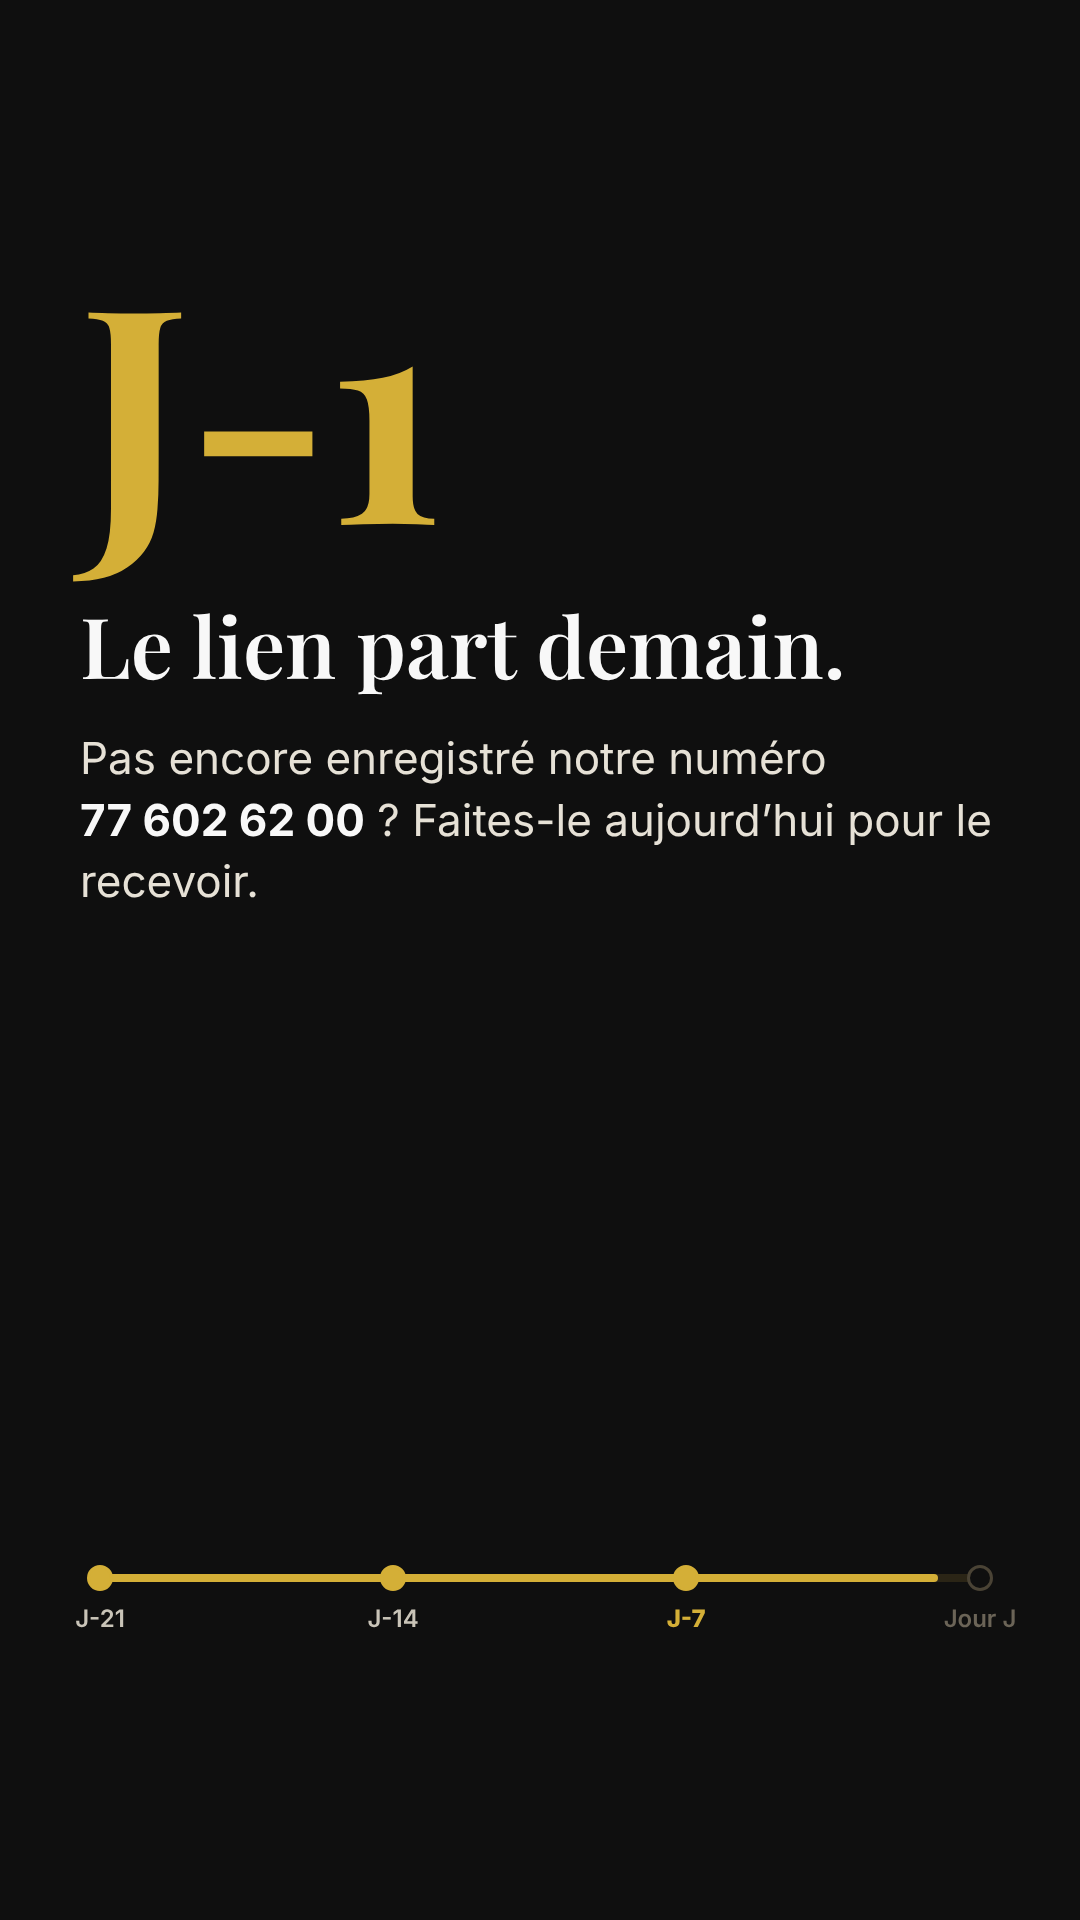 J-1
Le lien part demain.
Pas encore enregistré notre numéro
77 602 62 00 ? Faites-le aujourd’hui pour le
recevoir.
J-21
J-14
J-7
Jour J